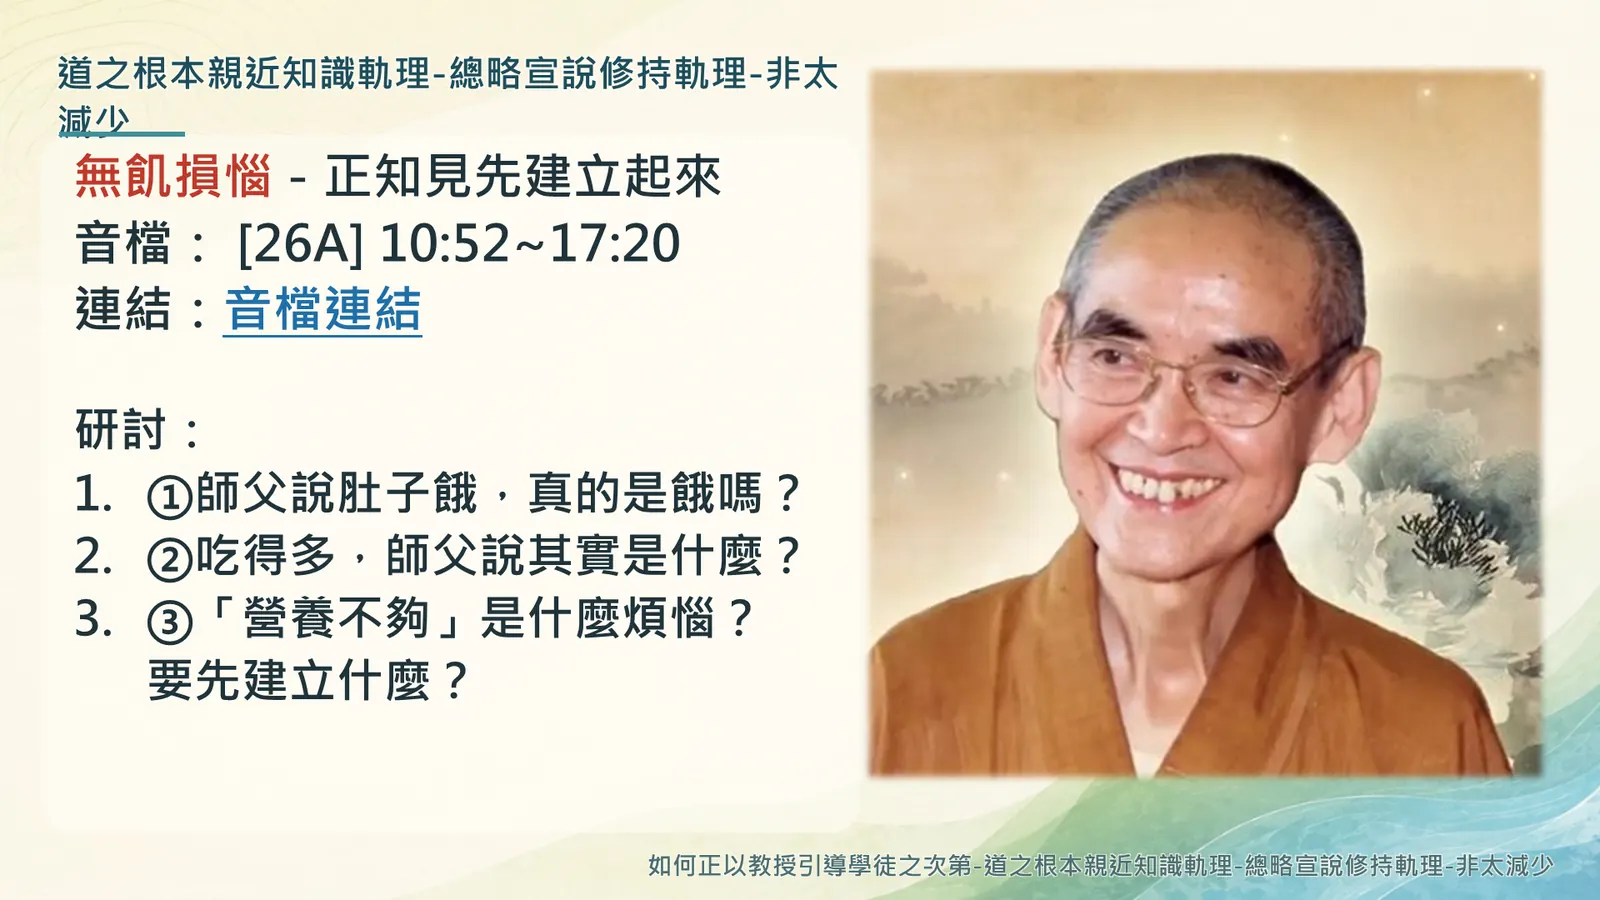 道之根本親近知識軌理-總略宣說修持軌理-非太
減少
無飢損惱 - 正知見先建立起來
音檔： [26A] 10:52~17:20
連結：音檔連結
研討：
1. ①師父說肚子餓，真的是餓嗎？
2. ②吃得多，師父說其實是什麼？
3. ③「營養不夠」是什麼煩惱？
要先建立什麼？
如何正以教授引導學徒之次第-道之根本親近知識軌理-總略宣說修持軌理-非太減少